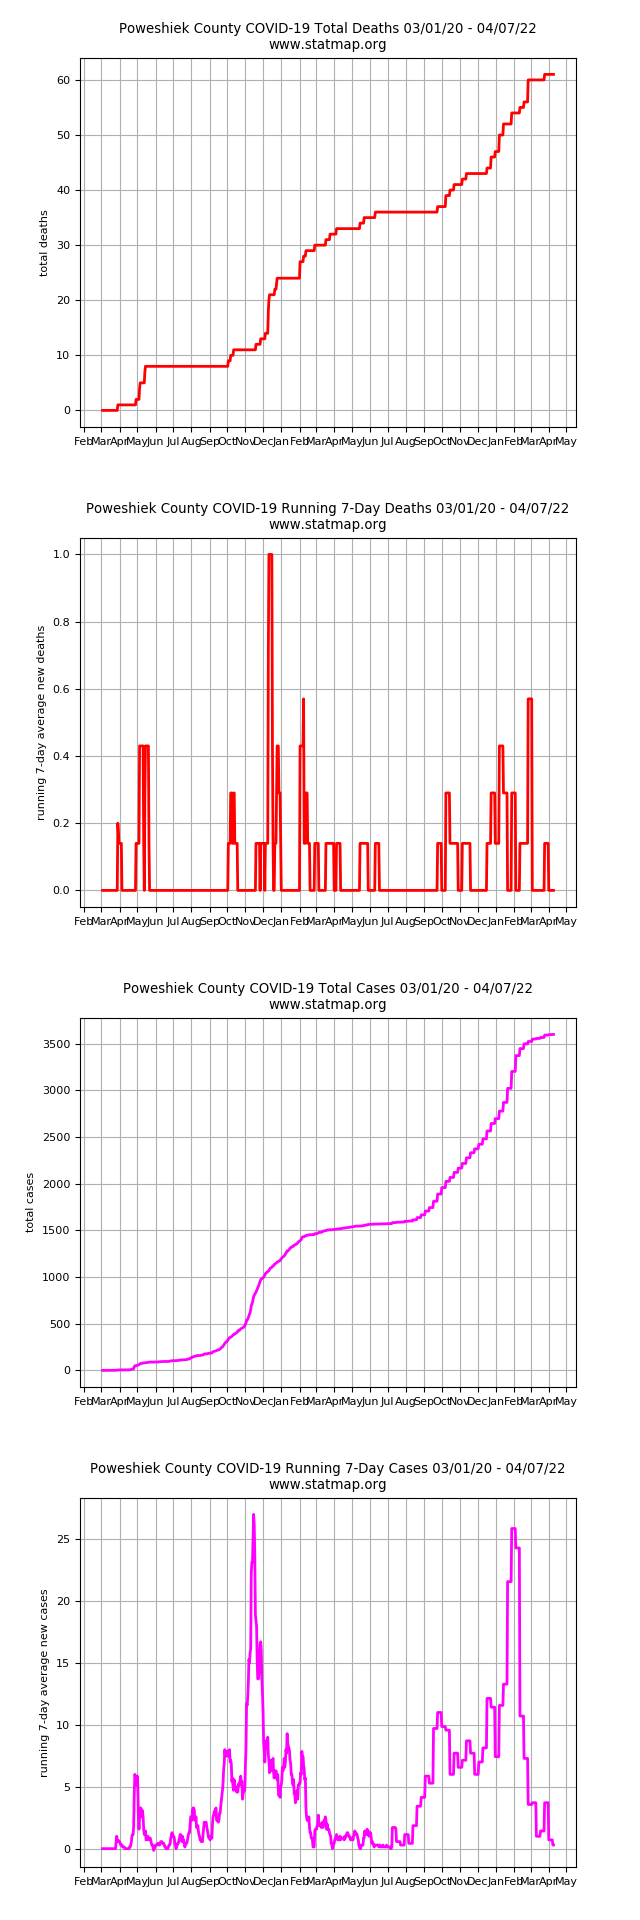 Poweshiek County COVID-19 Total Deaths 03/01/20 - 04/07/22
www.statmap.org
60
50
40
30
20
10
0
total deaths
Feb Mar Apr May Jun Jul Aug Sep Oct Nov Dec Jan Feb Mar Apr May Jun Jul Aug Sep Oct Nov Dec Jan Feb Mar Apr May
Poweshiek County COVID-19 Running 7-Day Deaths 03/01/20 - 04/07/22
www.statmap.org
1.0
0.8
0.6
0.4
0.2
0.0
running 7-day average new deaths
Feb Mar Apr May Jun Jul Aug Sep Oct Nov Dec Jan Feb Mar Apr May Jun Jul Aug Sep Oct Nov Dec Jan Feb Mar Apr May
Poweshiek County COVID-19 Total Cases 03/01/20 - 04/07/22
www.statmap.org
3500
3000
2500
2000
1500
1000
500
0
total cases
Feb Mar Apr May Jun Jul Aug Sep Oct Nov Dec Jan Feb Mar Apr May Jun Jul Aug Sep Oct Nov Dec Jan Feb Mar Apr May
Poweshiek County COVID-19 Running 7-Day Cases 03/01/20 - 04/07/22
www.statmap.org
25
20
15
10
5
0
running 7-day average new cases
Feb Mar Apr May Jun Jul Aug Sep Oct Nov Dec Jan Feb Mar Apr May Jun Jul Aug Sep Oct Nov Dec Jan Feb Mar Apr May